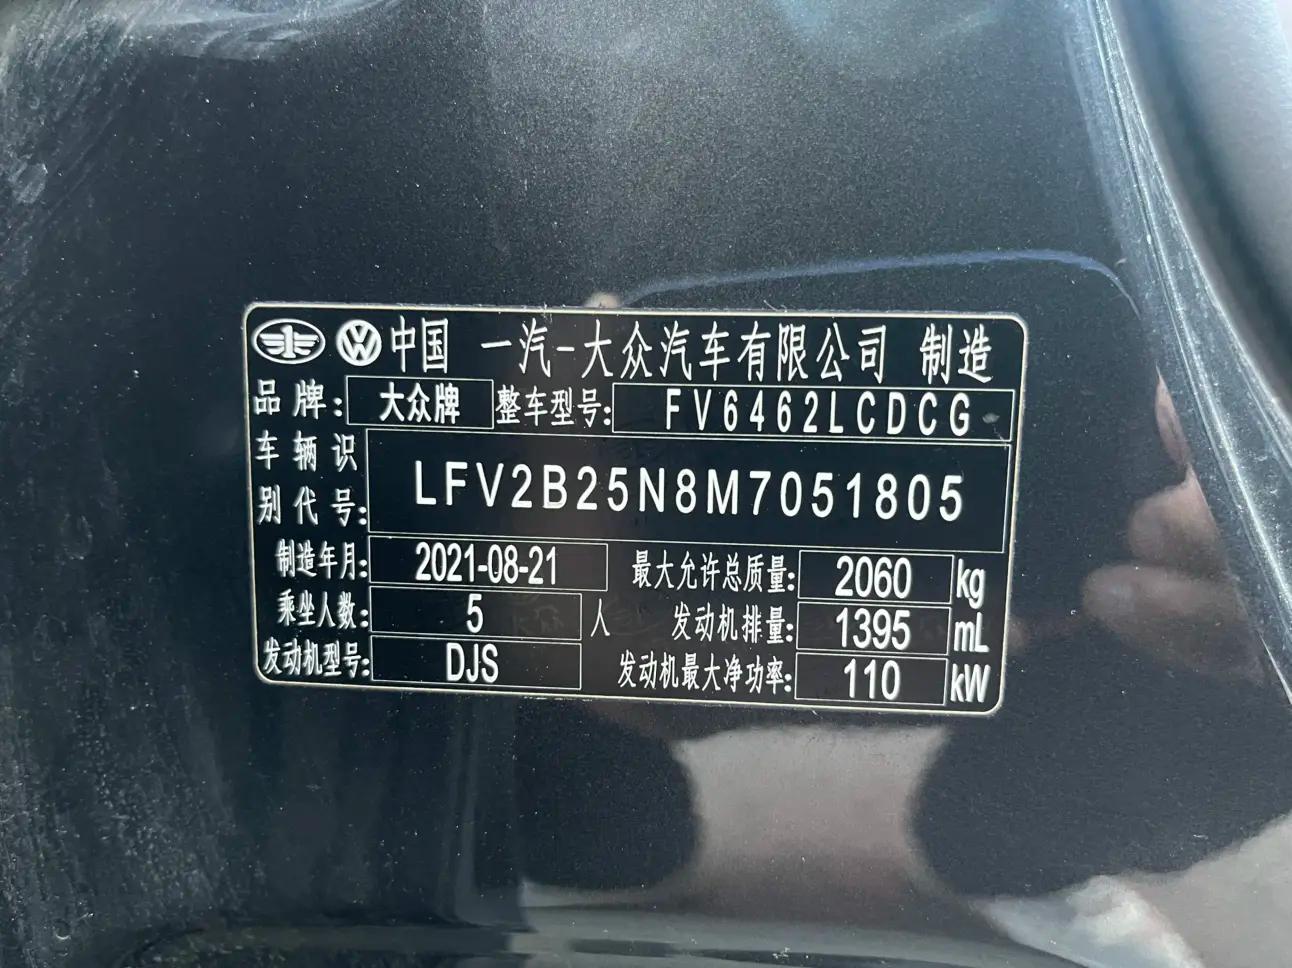 中国 一汽-大众汽车有限公司 制造
品牌: 大众牌 整车型号: FV6462LCDCG
车辆识别代号: LFV2B25N8M7051805
制造年月: 2021-08-21 最大允许总质量: 2060 kg
乘坐人数: 5 人 发动机排量: 1395 mL
发动机型号: DJS 发动机最大净功率: 110 kW